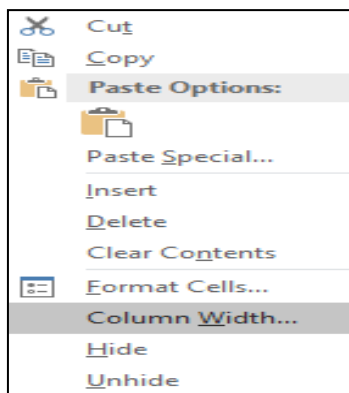 Cut
Copy
Paste Options:
Paste Special...
Insert
Delete
Clear Contents
Format Cells...
Column Width...
Hide
Unhide